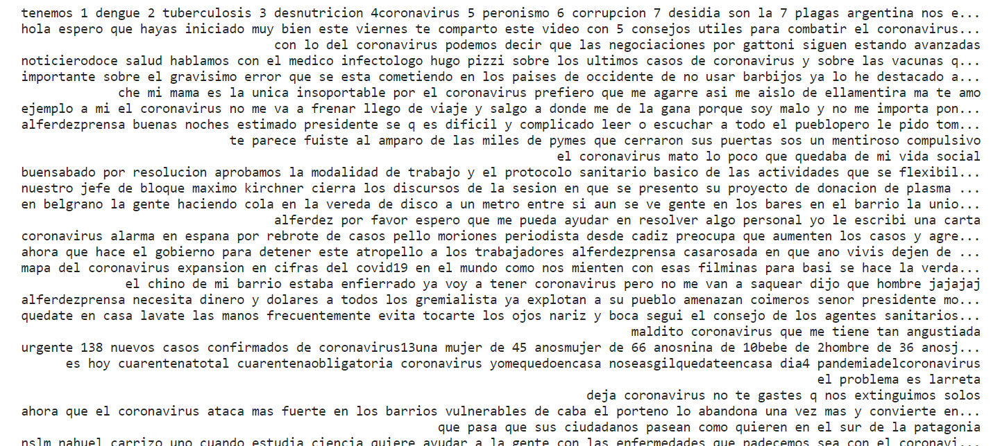 tenemos 1 dengue 2 tuberculosis 3 desnutricion 4coronavirus 5 peronismo 6 corrupcion 7 desidia son la 7 plagas argentina nos e...
hola espero que hayas iniciado muy bien este viernes te comparto este video con 5 consejos utiles para combatir el coronavirus...
con lo del coronavirus podemos decir que las negociaciones por gattoni siguen estando avanzadas
noticierodoce salud hablamos con el medico infectologo hugo pizzi sobre los ultimos casos de coronavirus y sobre las vacunas q...
importante sobre el gravisimo error que se esta cometiendo en los paises de occidente de no usar barbijos ya lo he destacado a...
che mi mama es la unica insoportable por el coronavirus prefiero que me agarre asi me aislo de ellamentira ma te amo
ejemplo a mi el coronavirus no me va a frenar llego de viaje y salgo a donde me de la gana porque soy malo y no me importa pon...
alferdezprensa buenas noches estimado presidente se q es dificil y complicado leer o escuchar a todo el pueblopero le pido tom...
te parece fuiste al amparo de las miles de pymes que cerraron sus puertas sos un mentiroso compulsivo
el coronavirus mato lo poco que quedaba de mi vida social
buensabado por resolucion aprobamos la modalidad de trabajo y el protocolo sanitario basico de las actividades que se flexibil...
nuestro jefe de bloque maximo kirchner cierra los discursos de la sesion en que se presento su proyecto de donacion de plasma ...
en belgrano la gente haciendo cola en la vereda de disco a un metro entre si aun se ve gente en los bares en el barrio la unio...
alferdez por favor espero que me pueda ayudar en resolver algo personal yo le escribi una carta
coronavirus alarma en espana por rebrote de casos pello moriones periodista desde cadiz preocupa que aumenten los casos y agre...
ahora que hace el gobierno para detener este atropello a los trabajadores alferdezprensa casarosada en que ano vivis dejen de ...
mapa del coronavirus expansion en cifras del covid19 en el mundo como nos mienten con esas filminas para basi se hace la verda...
el chino de mi barrio estaba enfierrado ya voy a tener coronavirus pero no me van a saquear dijo que hombre jajajaj
alferdezprensa necesita dinero y dolares a todos los gremialista ya explotan a su pueblo amenazan coimeros senor presidente mo...
quedate en casa lavate las manos frecuentemente evita tocarte los ojos nariz y boca segui el consejo de los agentes sanitarios...
maldito coronavirus que me tiene tan angustiada
urgente 138 nuevos casos confirmados de coronavirus13una mujer de 45 anosmujer de 66 anosnina de 10bebe de 2hombre de 36 anosj...
es hoy cuarentenatotal cuarentenaobligatoria coronavirus yomequedoencasa noseasgilquedateencasa dia4 pandemiadelcoronavirus
el problema es larreta
deja coronavirus no te gastes q nos extinguimos solos
ahora que el coronavirus ataca mas fuerte en los barrios vulnerables de caba el porteno lo abandona una vez mas y convierte en...
que pasa que sus ciudadanos pasean como quieren en el sur de la patagonia
nslm nahuel carrizo uno cuando estudia ciencia quiere ayudar a la gente con las enfermedades que padecemos sea con el coronavi...